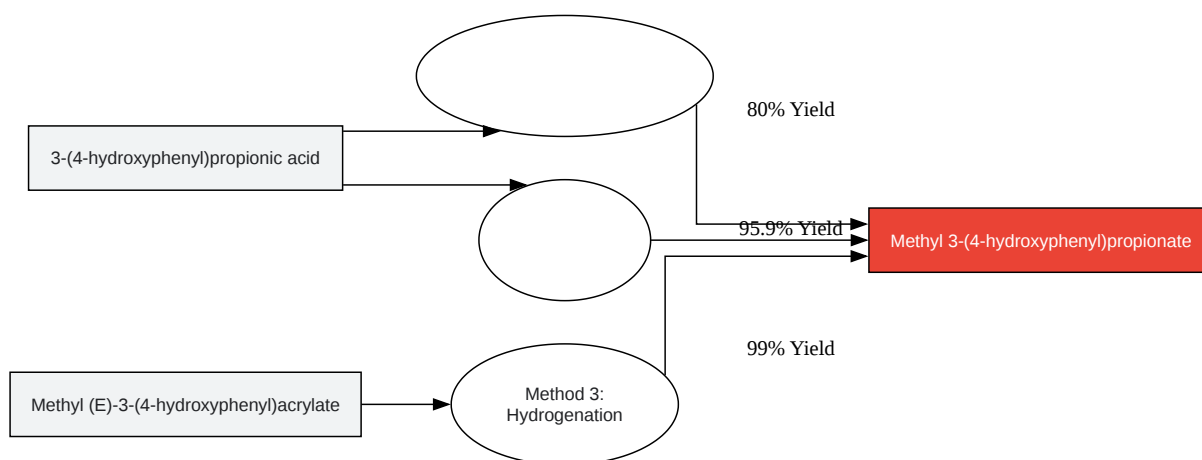 80% Yield
3-(4-hydroxyphenyl)propionic acid
95.9% Yield
Methyl 3-(4-hydroxyphenyl)propionate
99% Yield
Methyl (E)-3-(4-hydroxyphenyl)acrylate
Method 3:
Hydrogenation